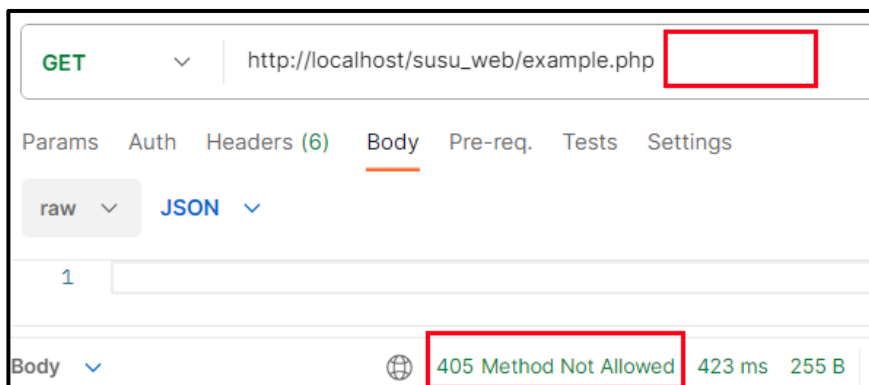 GET http://localhost/susu_web/example.php
Params Auth Headers (6) Body Pre-req. Tests Settings
raw JSON
1
Body 405 Method Not Allowed 423 ms 255 B